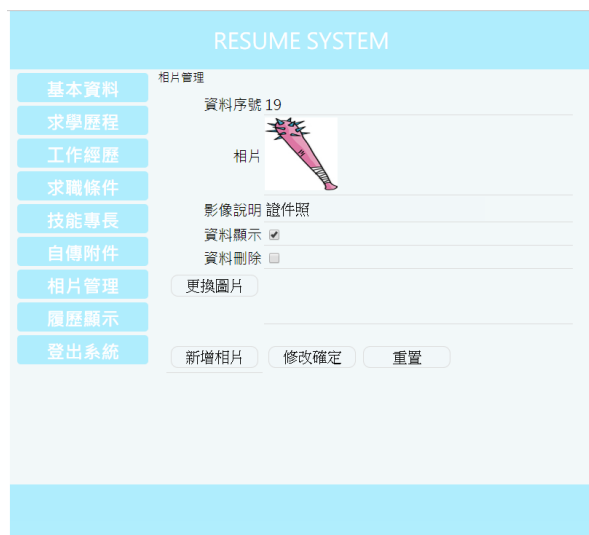 RESUME SYSTEM
基本資料
求學歷程
工作經歷
求職條件
技能專長
自傳附件
相片管理
履歷顯示
登出系統
相片管理
資料序號 19
相片
影像說明 證件照
資料顯示
資料刪除
更換圖片
新增相片 修改確定 重置